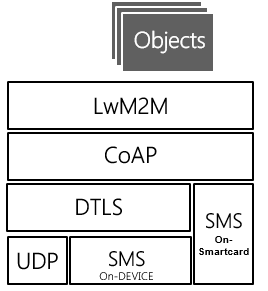 Objects
LwM2M
CoAP
DTLS
SMS
On-
Smartcard
UDP
SMS
On-DEVICE